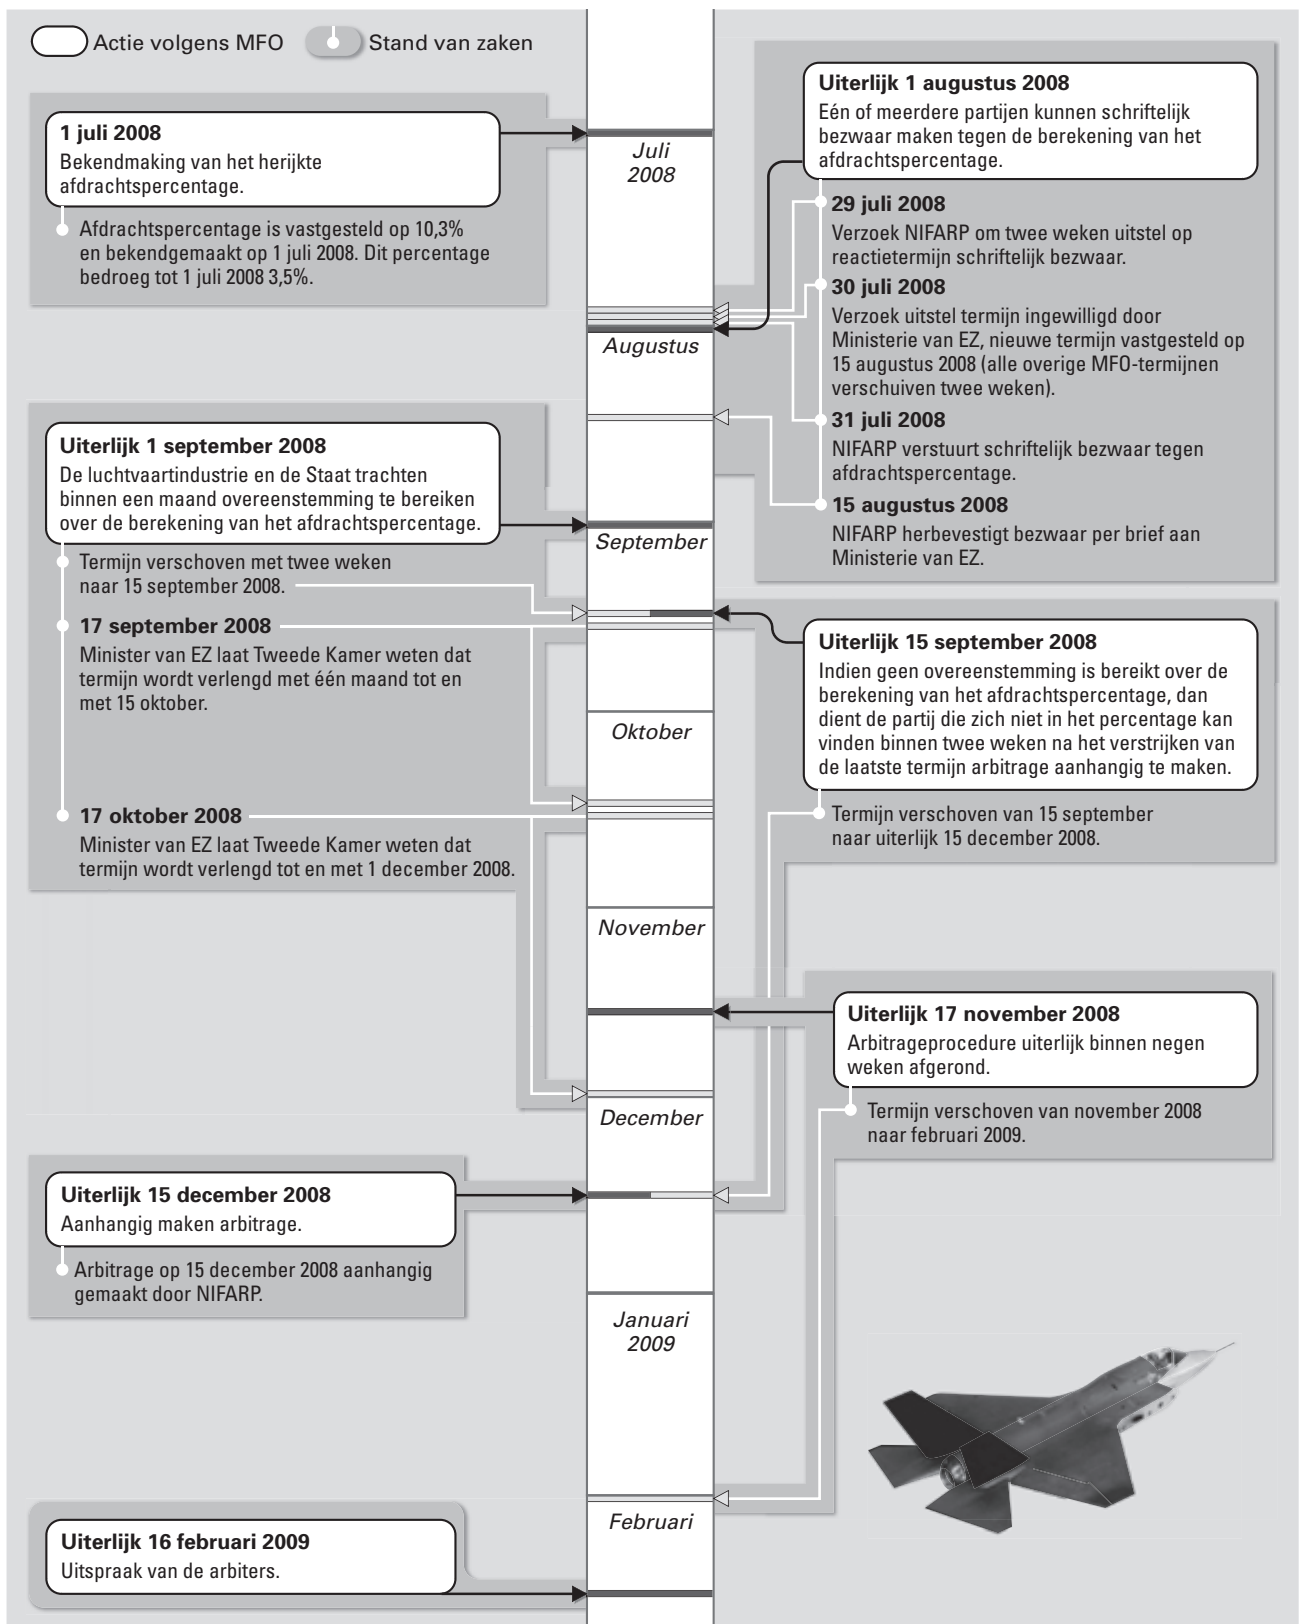 Actie volgens MFO
Stand van zaken
1 juli 2008
Bekendmaking van het herijkte
afdrachtspercentage.
Afdrachtspercentage is vastgesteld op 10,3%
en bekendgemaakt op 1 juli 2008. Dit percentage
bedroeg tot 1 juli 2008 3,5%.
Juli
2008
Uiterlijk 1 augustus 2008
Eén of meerdere partijen kunnen schriftelijk
bezwaar maken tegen de berekening van het
afdrachtspercentage.
29 juli 2008
Verzoek NIFARP om twee weken uitstel op
reactietermijn schriftelijk bezwaar.
30 juli 2008
Verzoek uitstel termijn ingewilligd door
Ministerie van EZ, nieuwe termijn vastgesteld op
15 augustus 2008 (alle overige MFO-termijnen
verschuiven twee weken).
31 juli 2008
NIFARP verstuurt schriftelijk bezwaar tegen
afdrachtspercentage.
15 augustus 2008
NIFARP herbevestigt bezwaar per brief aan
Ministerie van EZ.
Augustus
Uiterlijk 1 september 2008
De luchtvaartindustrie en de Staat trachten
binnen een maand overeenstemming te bereiken
over de berekening van het afdrachtspercentage.
Termijn verschoven met twee weken
naar 15 september 2008.
17 september 2008
Minister van EZ laat Tweede Kamer weten dat
termijn wordt verlengd met één maand tot en
met 15 oktober.
17 oktober 2008
Minister van EZ laat Tweede Kamer weten dat
termijn wordt verlengd tot en met 1 december 2008.
September
Uiterlijk 15 september 2008
Indien geen overeenstemming is bereikt over de
berekening van het afdrachtspercentage, dan
dient de partij die zich niet in het percentage kan
vinden binnen twee weken na het verstrijken van
de laatste termijn arbitrage aanhangig te maken.
Termijn verschoven van 15 september
naar uiterlijk 15 december 2008.
Oktober
November
Uiterlijk 17 november 2008
Arbitrageprocedure uiterlijk binnen negen
weken afgerond.
Termijn verschoven van november 2008
naar februari 2009.
December
Uiterlijk 15 december 2008
Aanhangig maken arbitrage.
Arbitrage op 15 december 2008 aanhangig
gemaakt door NIFARP.
Januari
2009
Februari
Uiterlijk 16 februari 2009
Uitspraak van de arbiters.